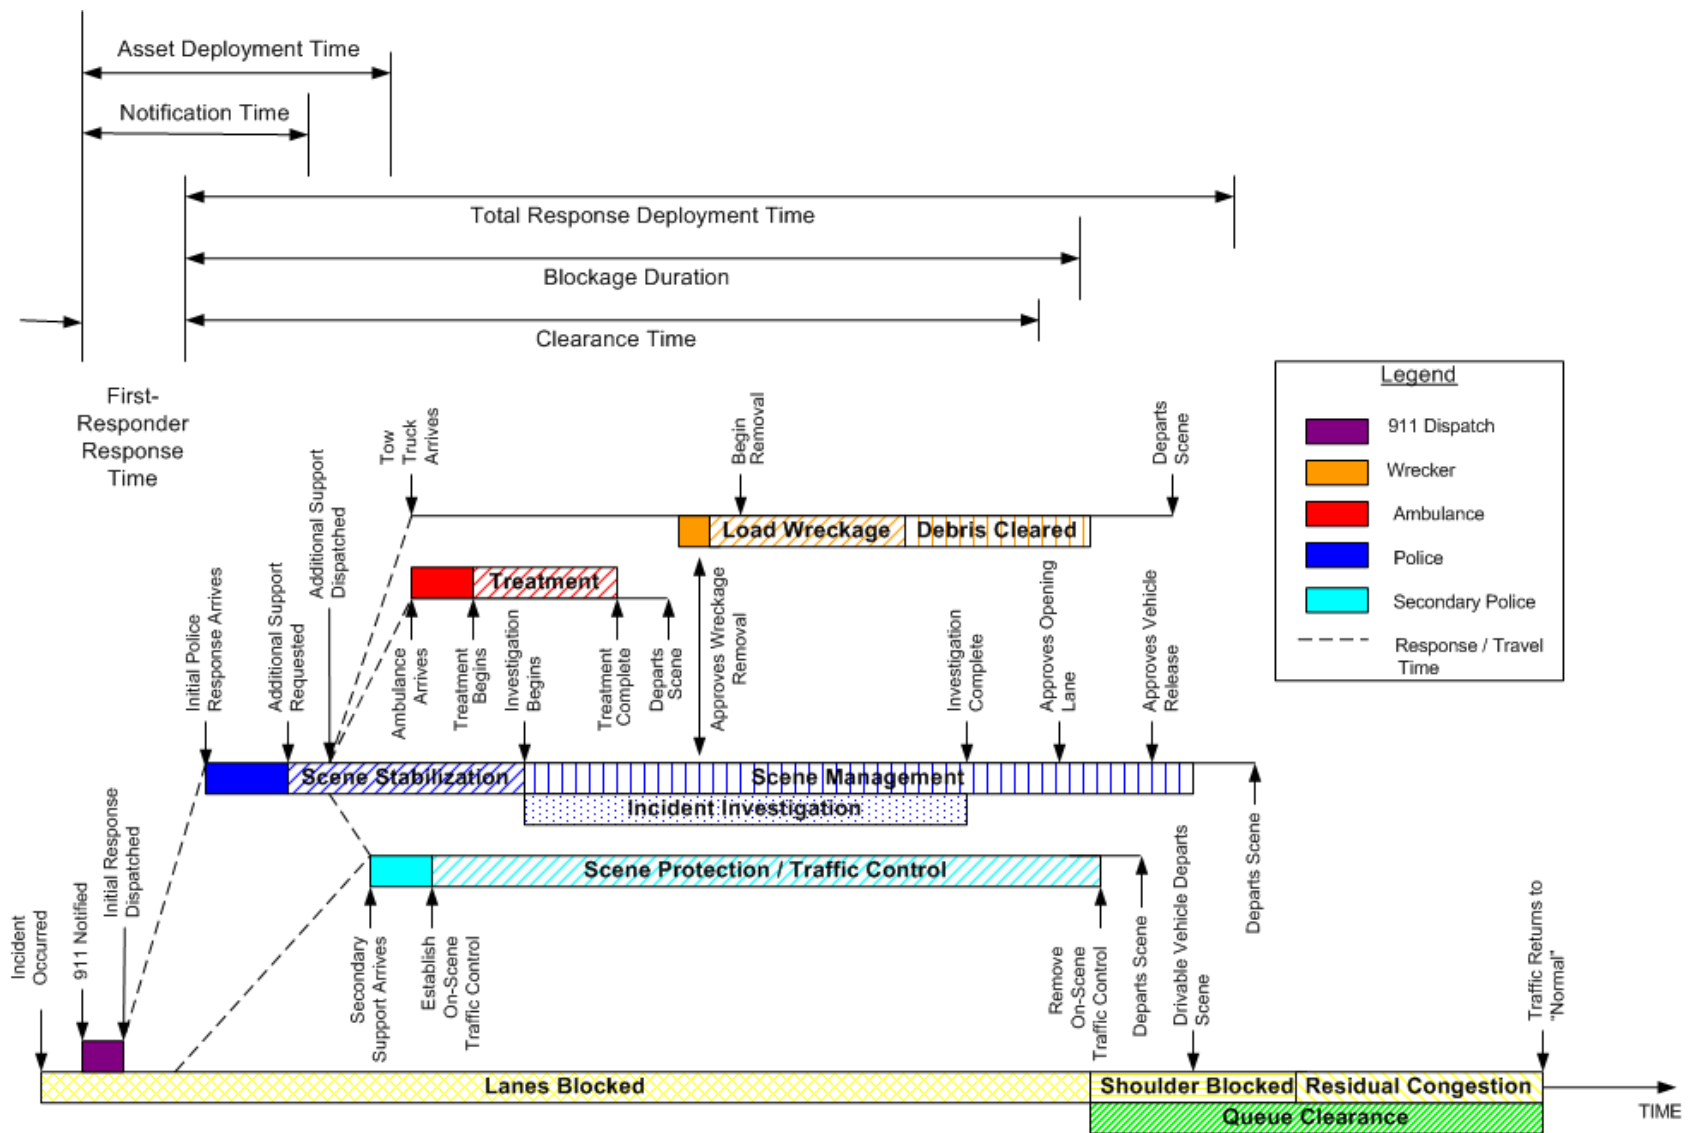 Asset Deployment Time
Notification Time
Total Response Deployment Time
Blockage Duration
Clearance Time
First-
Responder
Response
Time
Legend
911 Dispatch
Wrecker
Ambulance
Police
Secondary Police
Response / Travel
Time
Tow
Truck
Arrives
Begin
Removal
Departs
Scene
Load Wreckage
Debris Cleared
Additional Support
Dispatched
Treatment
Initial Police
Response Arrives
Additional Support
Requested
Ambulance
Arrives
Treatment
Begins
Investigation
Begins
Treatment
Complete
Departs
Scene
Approves Wreckage
Removal
Investigation
Complete
Approves Opening
Lane
Approves Vehicle
Release
Scene Stabilization
Scene Management
Incident Investigation
Departs Scene
Scene Protection / Traffic Control
Incident
Occurred
911 Notified
Initial Response
Dispatched
Secondary
Support Arrives
Establish
On-Scene
Traffic Control
Remove
On-Scene
Traffic Control
Departs Scene
Drivable Vehicle Departs
Scene
Traffic Returns to
"Normal"
Lanes Blocked
Shoulder Blocked
Residual Congestion
Queue Clearance
TIME